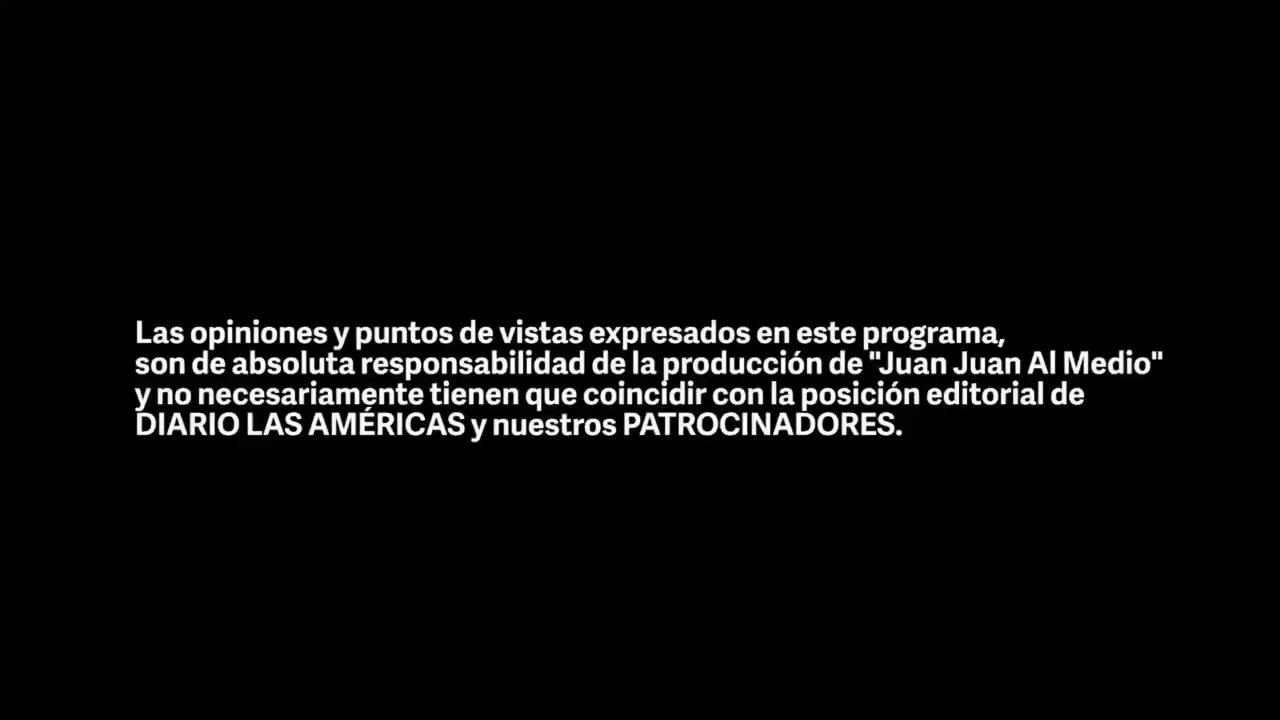 Las opiniones y puntos de vistas expresados en este programa,
son de absoluta responsabilidad de la producción de "Juan Juan Al Medio"
y no necesariamente tienen que coincidir con la posición editorial de
DIARIO LAS AMÉRICAS y nuestros PATROCINADORES.